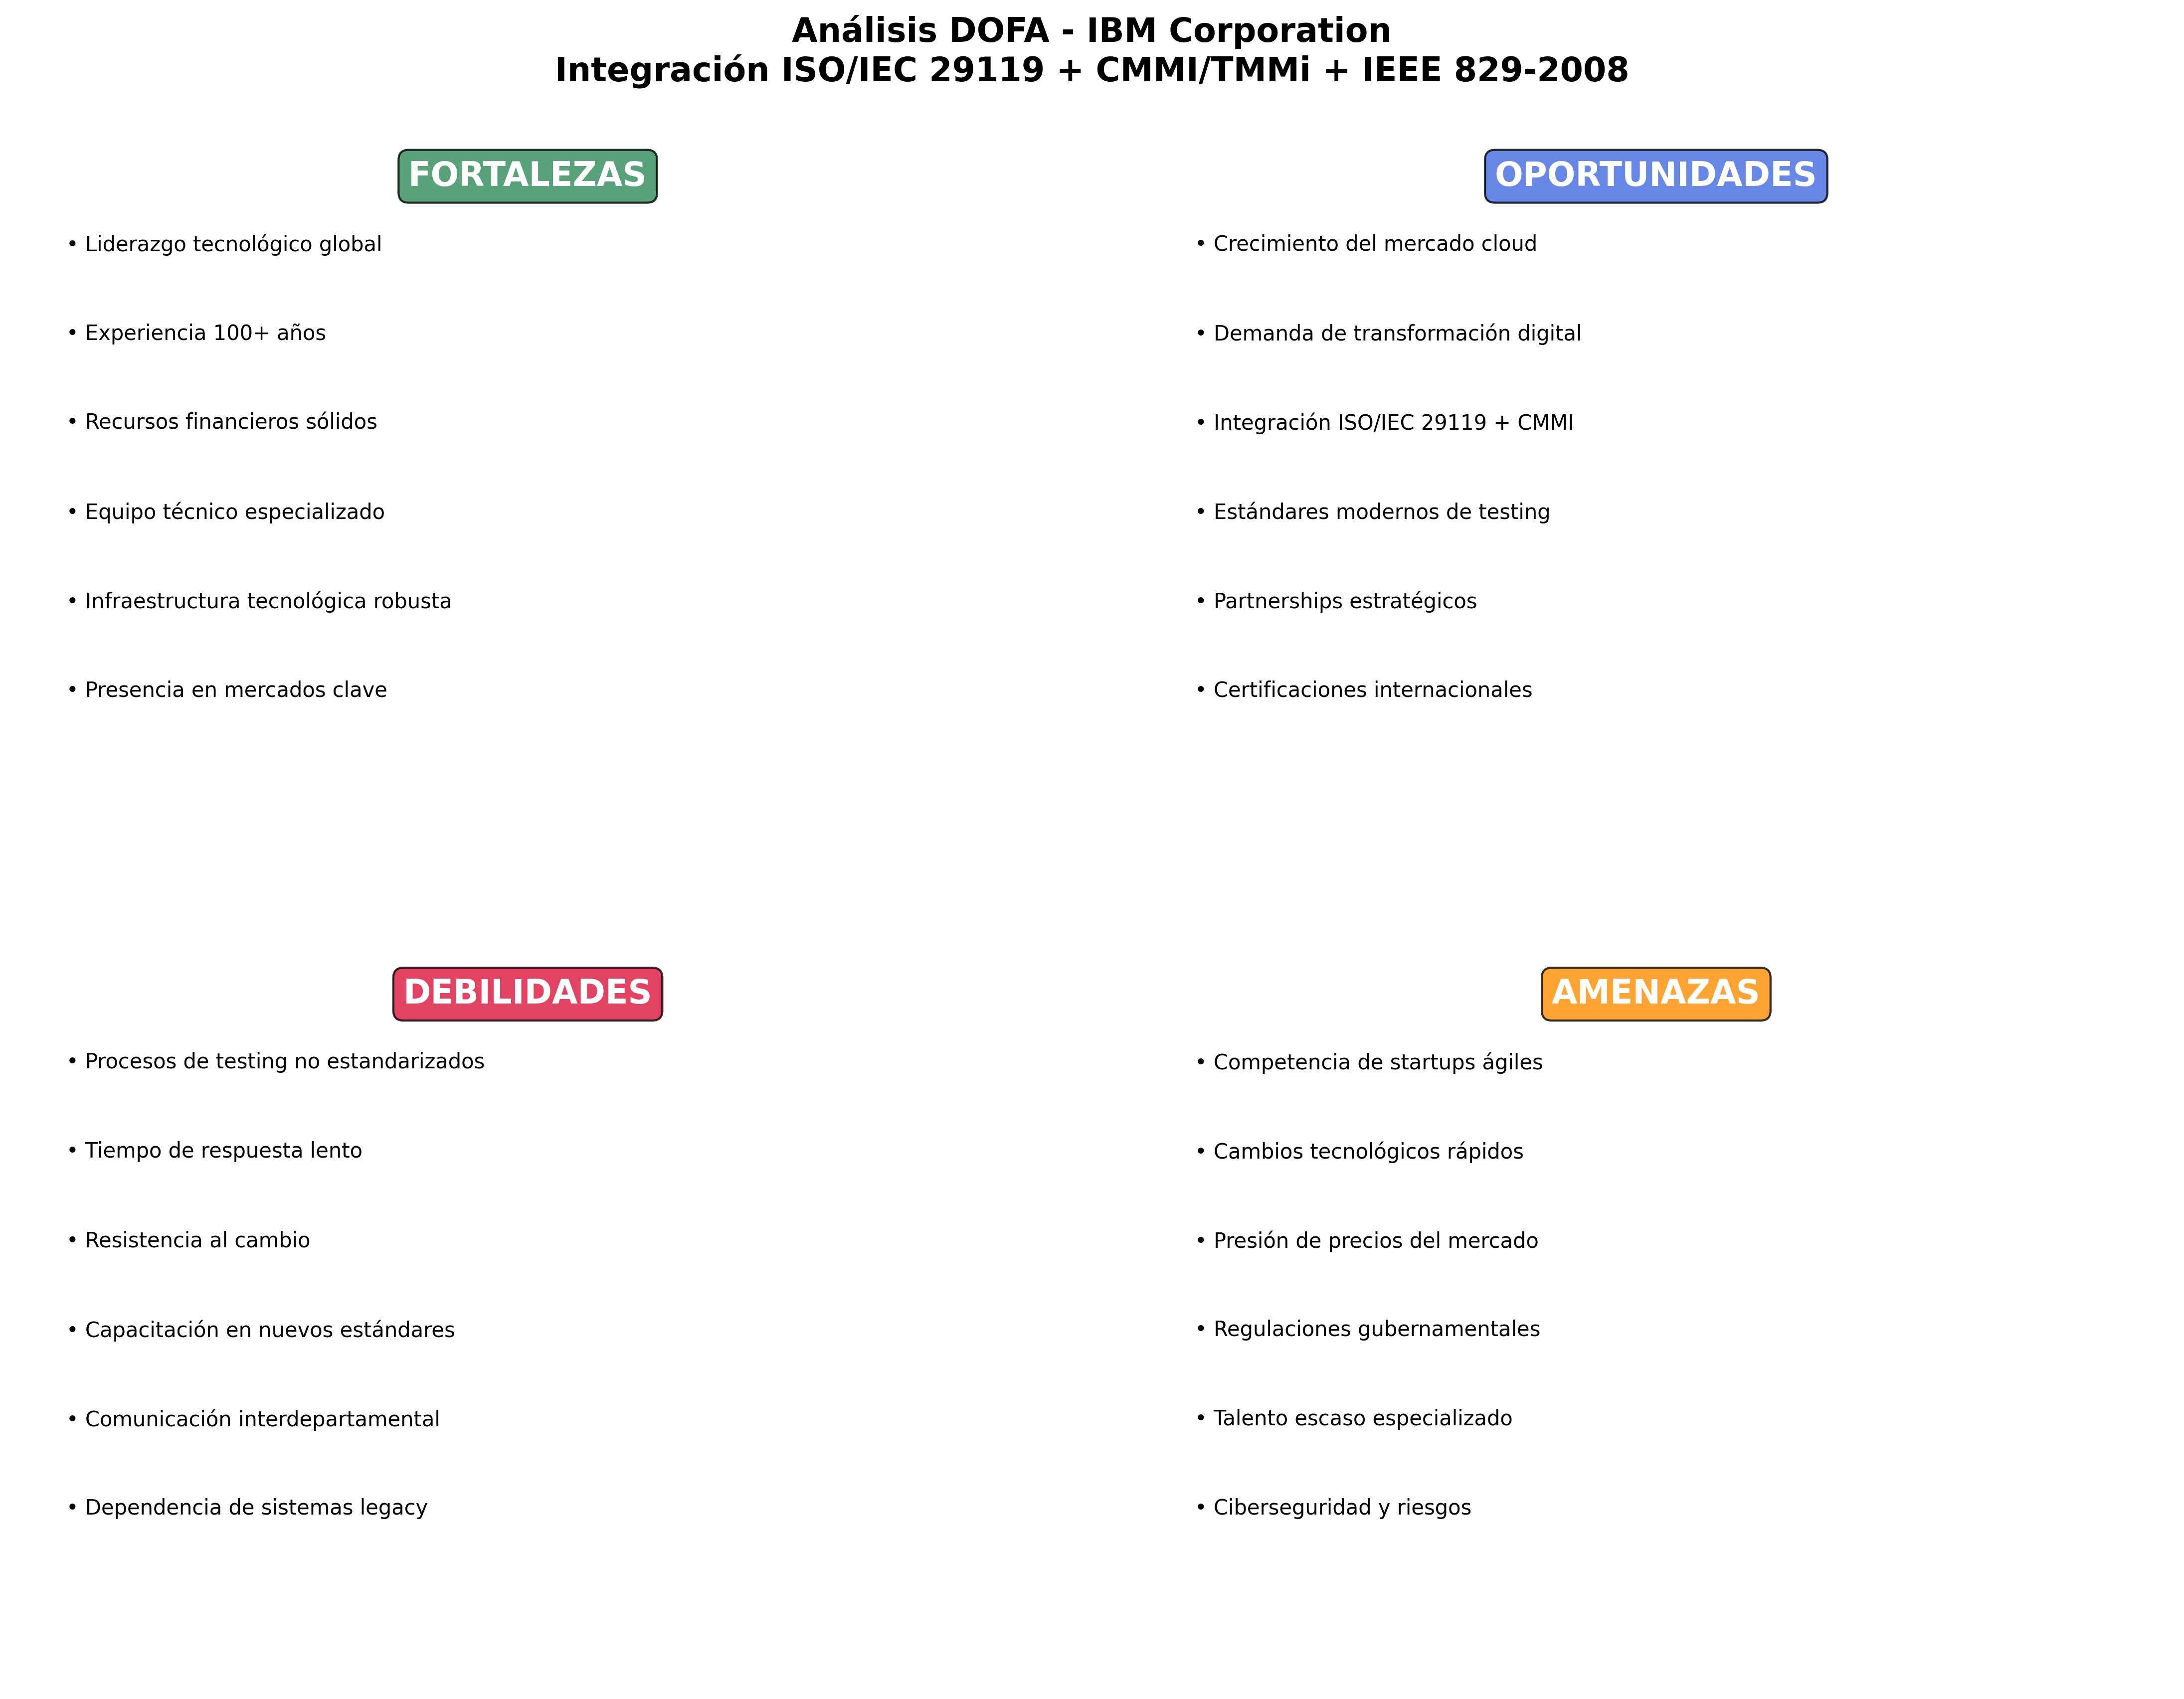 Análisis DOFA - IBM Corporation
Integración ISO/IEC 29119 + CMMI/TMMi + IEEE 829-2008
FORTALEZAS
• Liderazgo tecnológico global
• Experiencia 100+ años
• Recursos financieros sólidos
• Equipo técnico especializado
• Infraestructura tecnológica robusta
• Presencia en mercados clave
OPORTUNIDADES
• Crecimiento del mercado cloud
• Demanda de transformación digital
• Integración ISO/IEC 29119 + CMMI
• Estándares modernos de testing
• Partnerships estratégicos
• Certificaciones internacionales
DEBILIDADES
• Procesos de testing no estandarizados
• Tiempo de respuesta lento
• Resistencia al cambio
• Capacitación en nuevos estándares
• Comunicación interdepartamental
• Dependencia de sistemas legacy
AMENAZAS
• Competencia de startups ágiles
• Cambios tecnológicos rápidos
• Presión de precios del mercado
• Regulaciones gubernamentales
• Talento escaso especializado
• Ciberseguridad y riesgos